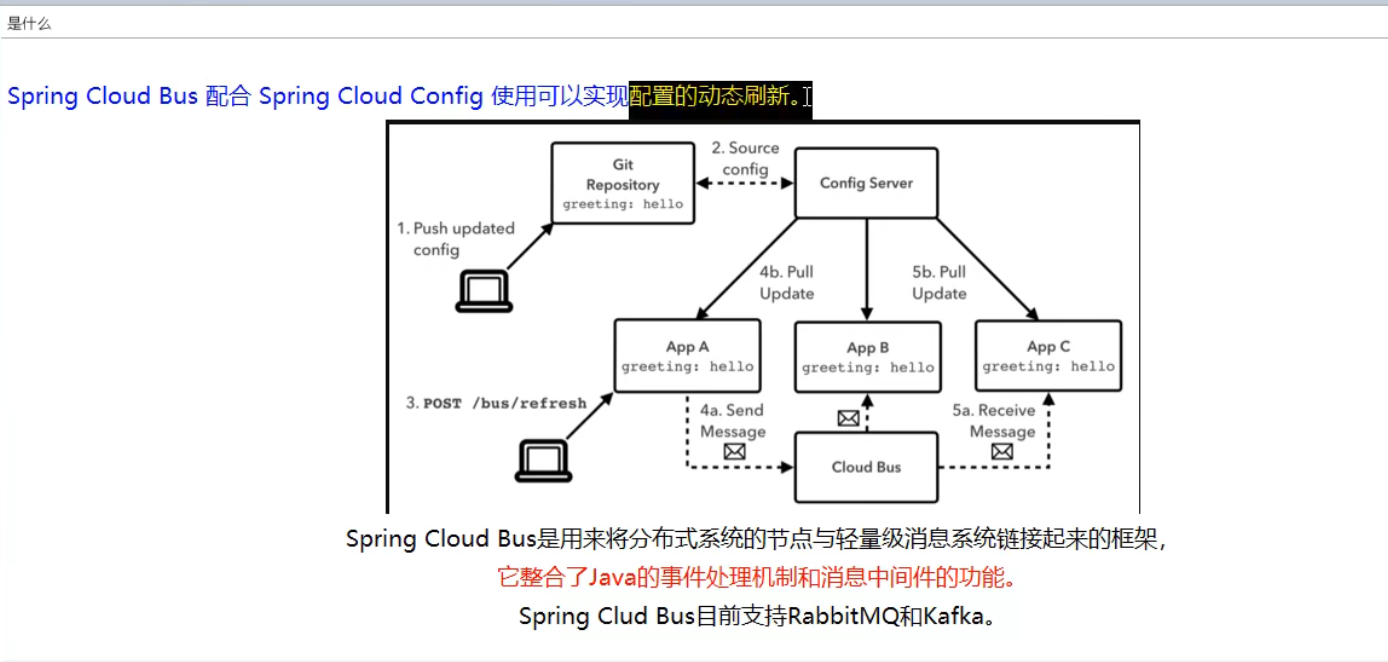 是什么
Spring Cloud Bus 配合 Spring Cloud Config 使用可以实现配置的动态刷新。
Git
Repository
greeting: hello
2. Source
config
Config Server
1. Push updated
config
4b. Pull
Update
5b. Pull
Update
App A
greeting: hello
App B
greeting: hello
App C
greeting: hello
3. POST /bus/refresh
4a. Send
Message
5a. Receive
Message
Cloud Bus
Spring Cloud Bus是用来将分布式系统的节点与轻量级消息系统链接起来的框架，
它整合了Java的事件处理机制和消息中间件的功能。
Spring Clud Bus目前支持RabbitMQ和Kafka。